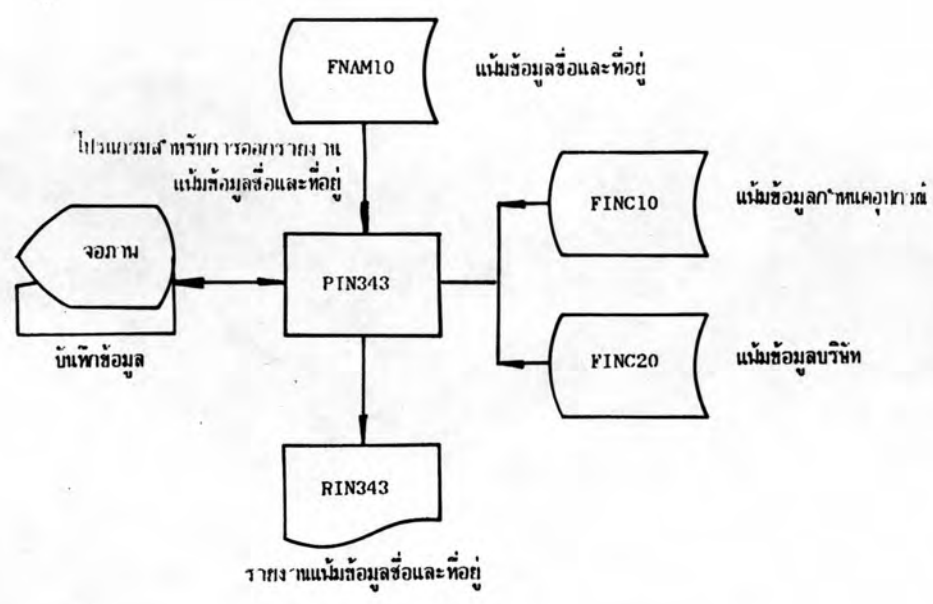 FNAM10
แน้มข้อมูลชื่อและที่อยู่
โปรแกรมสำหรับการออกรายงาน
แน้มข้อมูลชื่อและที่อยู่
FINC10
แน้มข้อมูลกำหนดอุปกรณ์
จอภาพ
PIN343
บันทึกข้อมูล
FINC20
แน้มข้อมูลบริษัท
RIN343
รายงานแน้มข้อมูลชื่อและที่อยู่